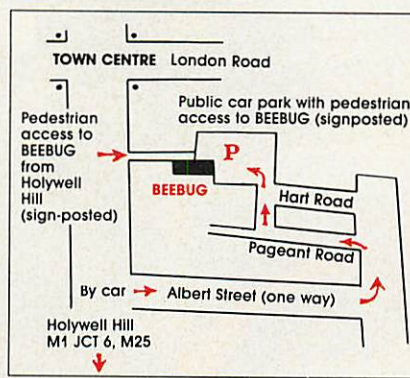 TOWN CENTRE London Road
Public car park with pedestrian
access to BEEBUG (signposted)
Pedestrian
access to
BEEBUG
from
Holywell
Hill
(sign-posted)
P
BEEBUG
Hart Road
Pageant Road
By car
Albert Street (one way)
Holywell Hill
M1 JCT 6, M25